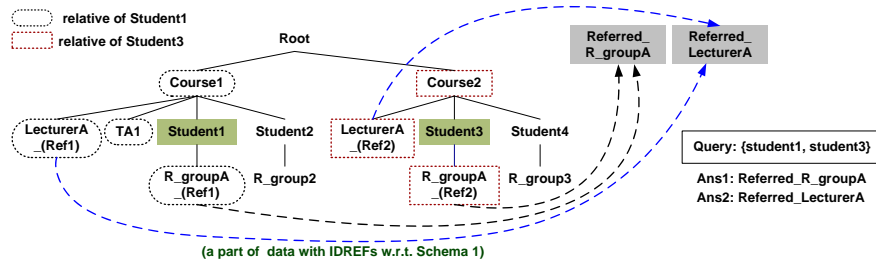 relative of Student1
relative of Student3
Root
Referred_
R_groupA
Referred_
LecturerA
Course1
Course2
LecturerA
_(Ref1)
TA1
Student1
Student2
LecturerA
_(Ref2)
Student3
Student4
R_groupA
_(Ref1)
R_group2
R_groupA
_(Ref2)
R_group3
Query: {student1, student3}
Ans1: Referred_R_groupA
Ans2: Referred_LecturerA
(a part of data with IDREFs w.r.t. Schema 1)